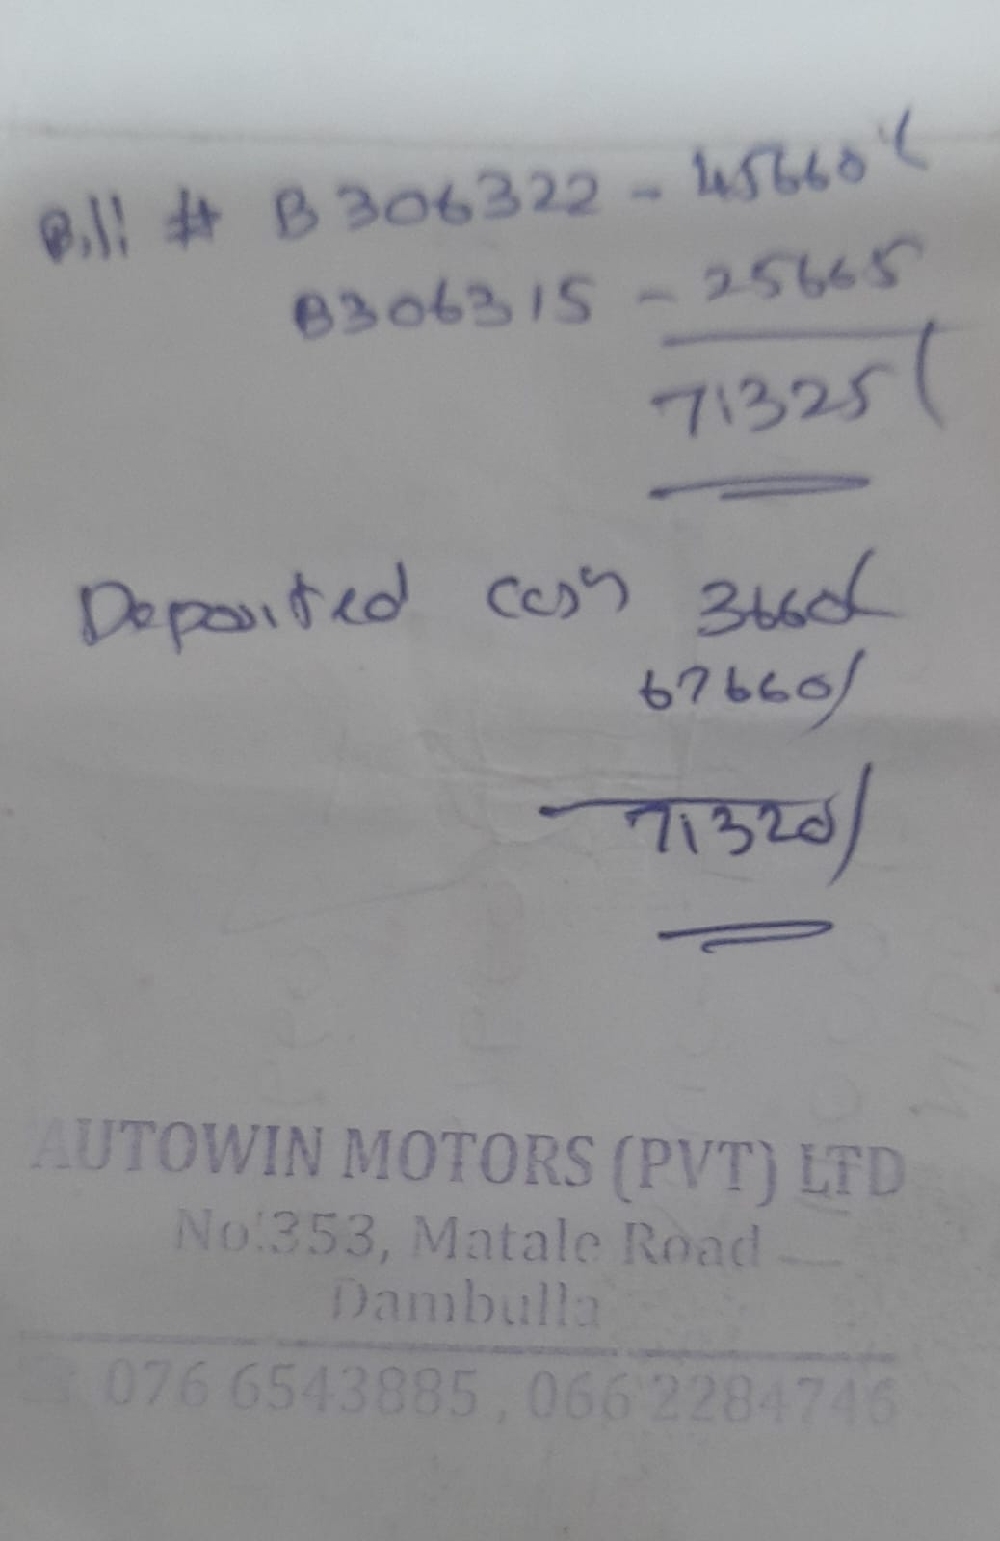 Bill # B306322 - 45660/
B306315 - 25665
71325/
Deposited cash 3660/
67660/
71320/
AUTOWIN MOTORS (PVT) LTD
No:353, Matale Road
Dambulla
076 6543885, 066 2284746